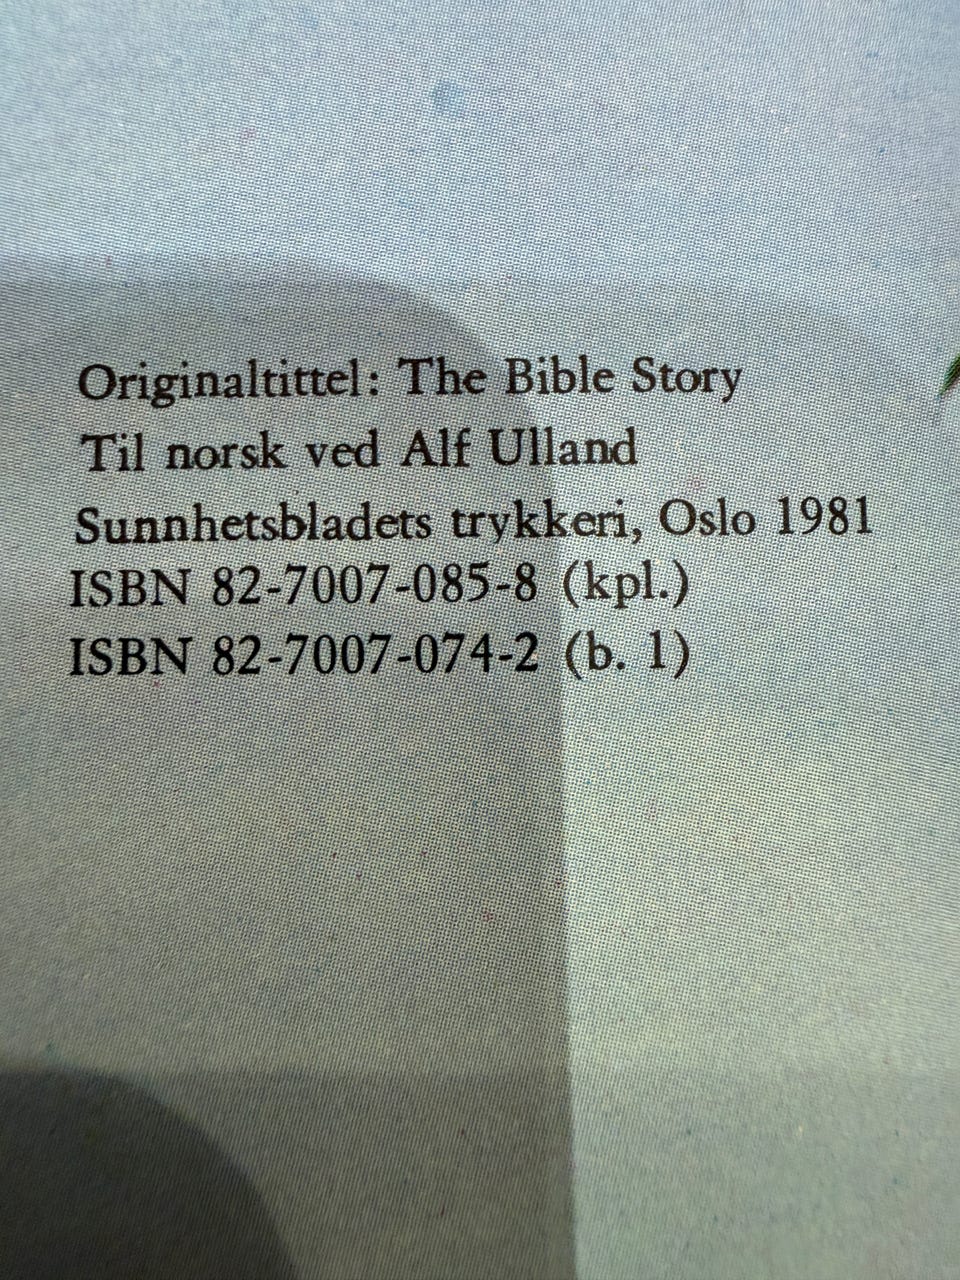 Originaltittel: The Bible Story
Til norsk ved Alf Ulland
Sunnhetsbladets trykkeri, Oslo 1981
ISBN 82-7007-085-8 (kpl.)
ISBN 82-7007-074-2 (b. 1)